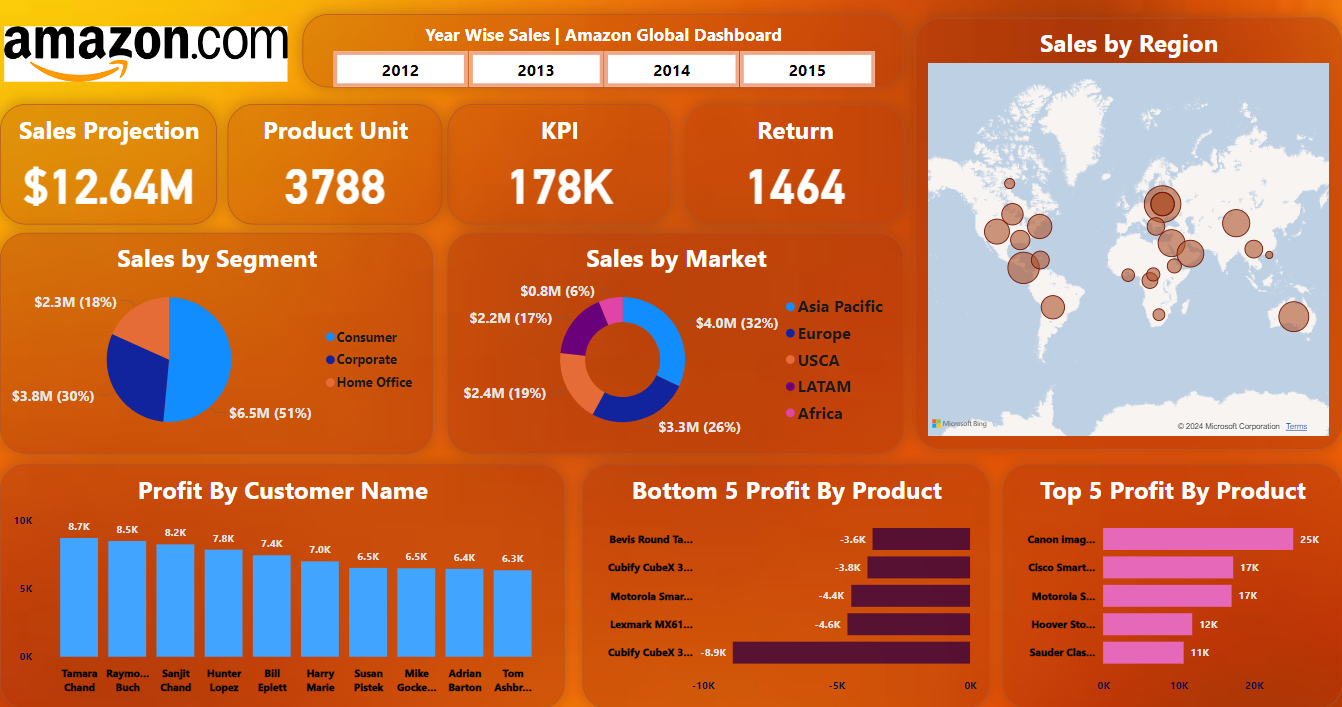 amazon.com
Year Wise Sales | Amazon Global Dashboard
2012
2013
2014
2015
Sales Projection
$12.64M
Product Unit
3788
KPI
178K
Return
1464
Sales by Region
Microsoft Bing
© 2024 Microsoft Corporation Terms
Sales by Segment
$2.3M (18%)
$3.8M (30%)
$6.5M (51%)
Consumer
Corporate
Home Office
Sales by Market
$0.8M (6%)
$2.2M (17%)
$2.4M (19%)
$4.0M (32%)
$3.3M (26%)
Asia Pacific
Europe
USCA
LATAM
Africa
Profit By Customer Name
10K
5K
0K
8.7K
8.5K
8.2K
7.8K
7.4K
7.0K
6.5K
6.5K
6.4K
6.3K
Tamara
Chand
Raymo...
Buch
Sanjit
Chand
Hunter
Lopez
Bill
Eplett
Harry
Marie
Susan
Pistek
Mike
Gocke...
Adrian
Barton
Tom
Ashbr...
Bottom 5 Profit By Product
Bevis Round Ta...
-3.6K
Cubify CubeX 3...
-3.8K
Motorola Smar...
-4.4K
Lexmark MX61...
-4.6K
Cubify CubeX 3...
-8.9K
-10K
-5K
0K
Top 5 Profit By Product
Canon imag...
25K
Cisco Smart...
17K
Motorola S...
17K
Hoover Sto...
12K
Sauder Clas...
11K
0K
10K
20K